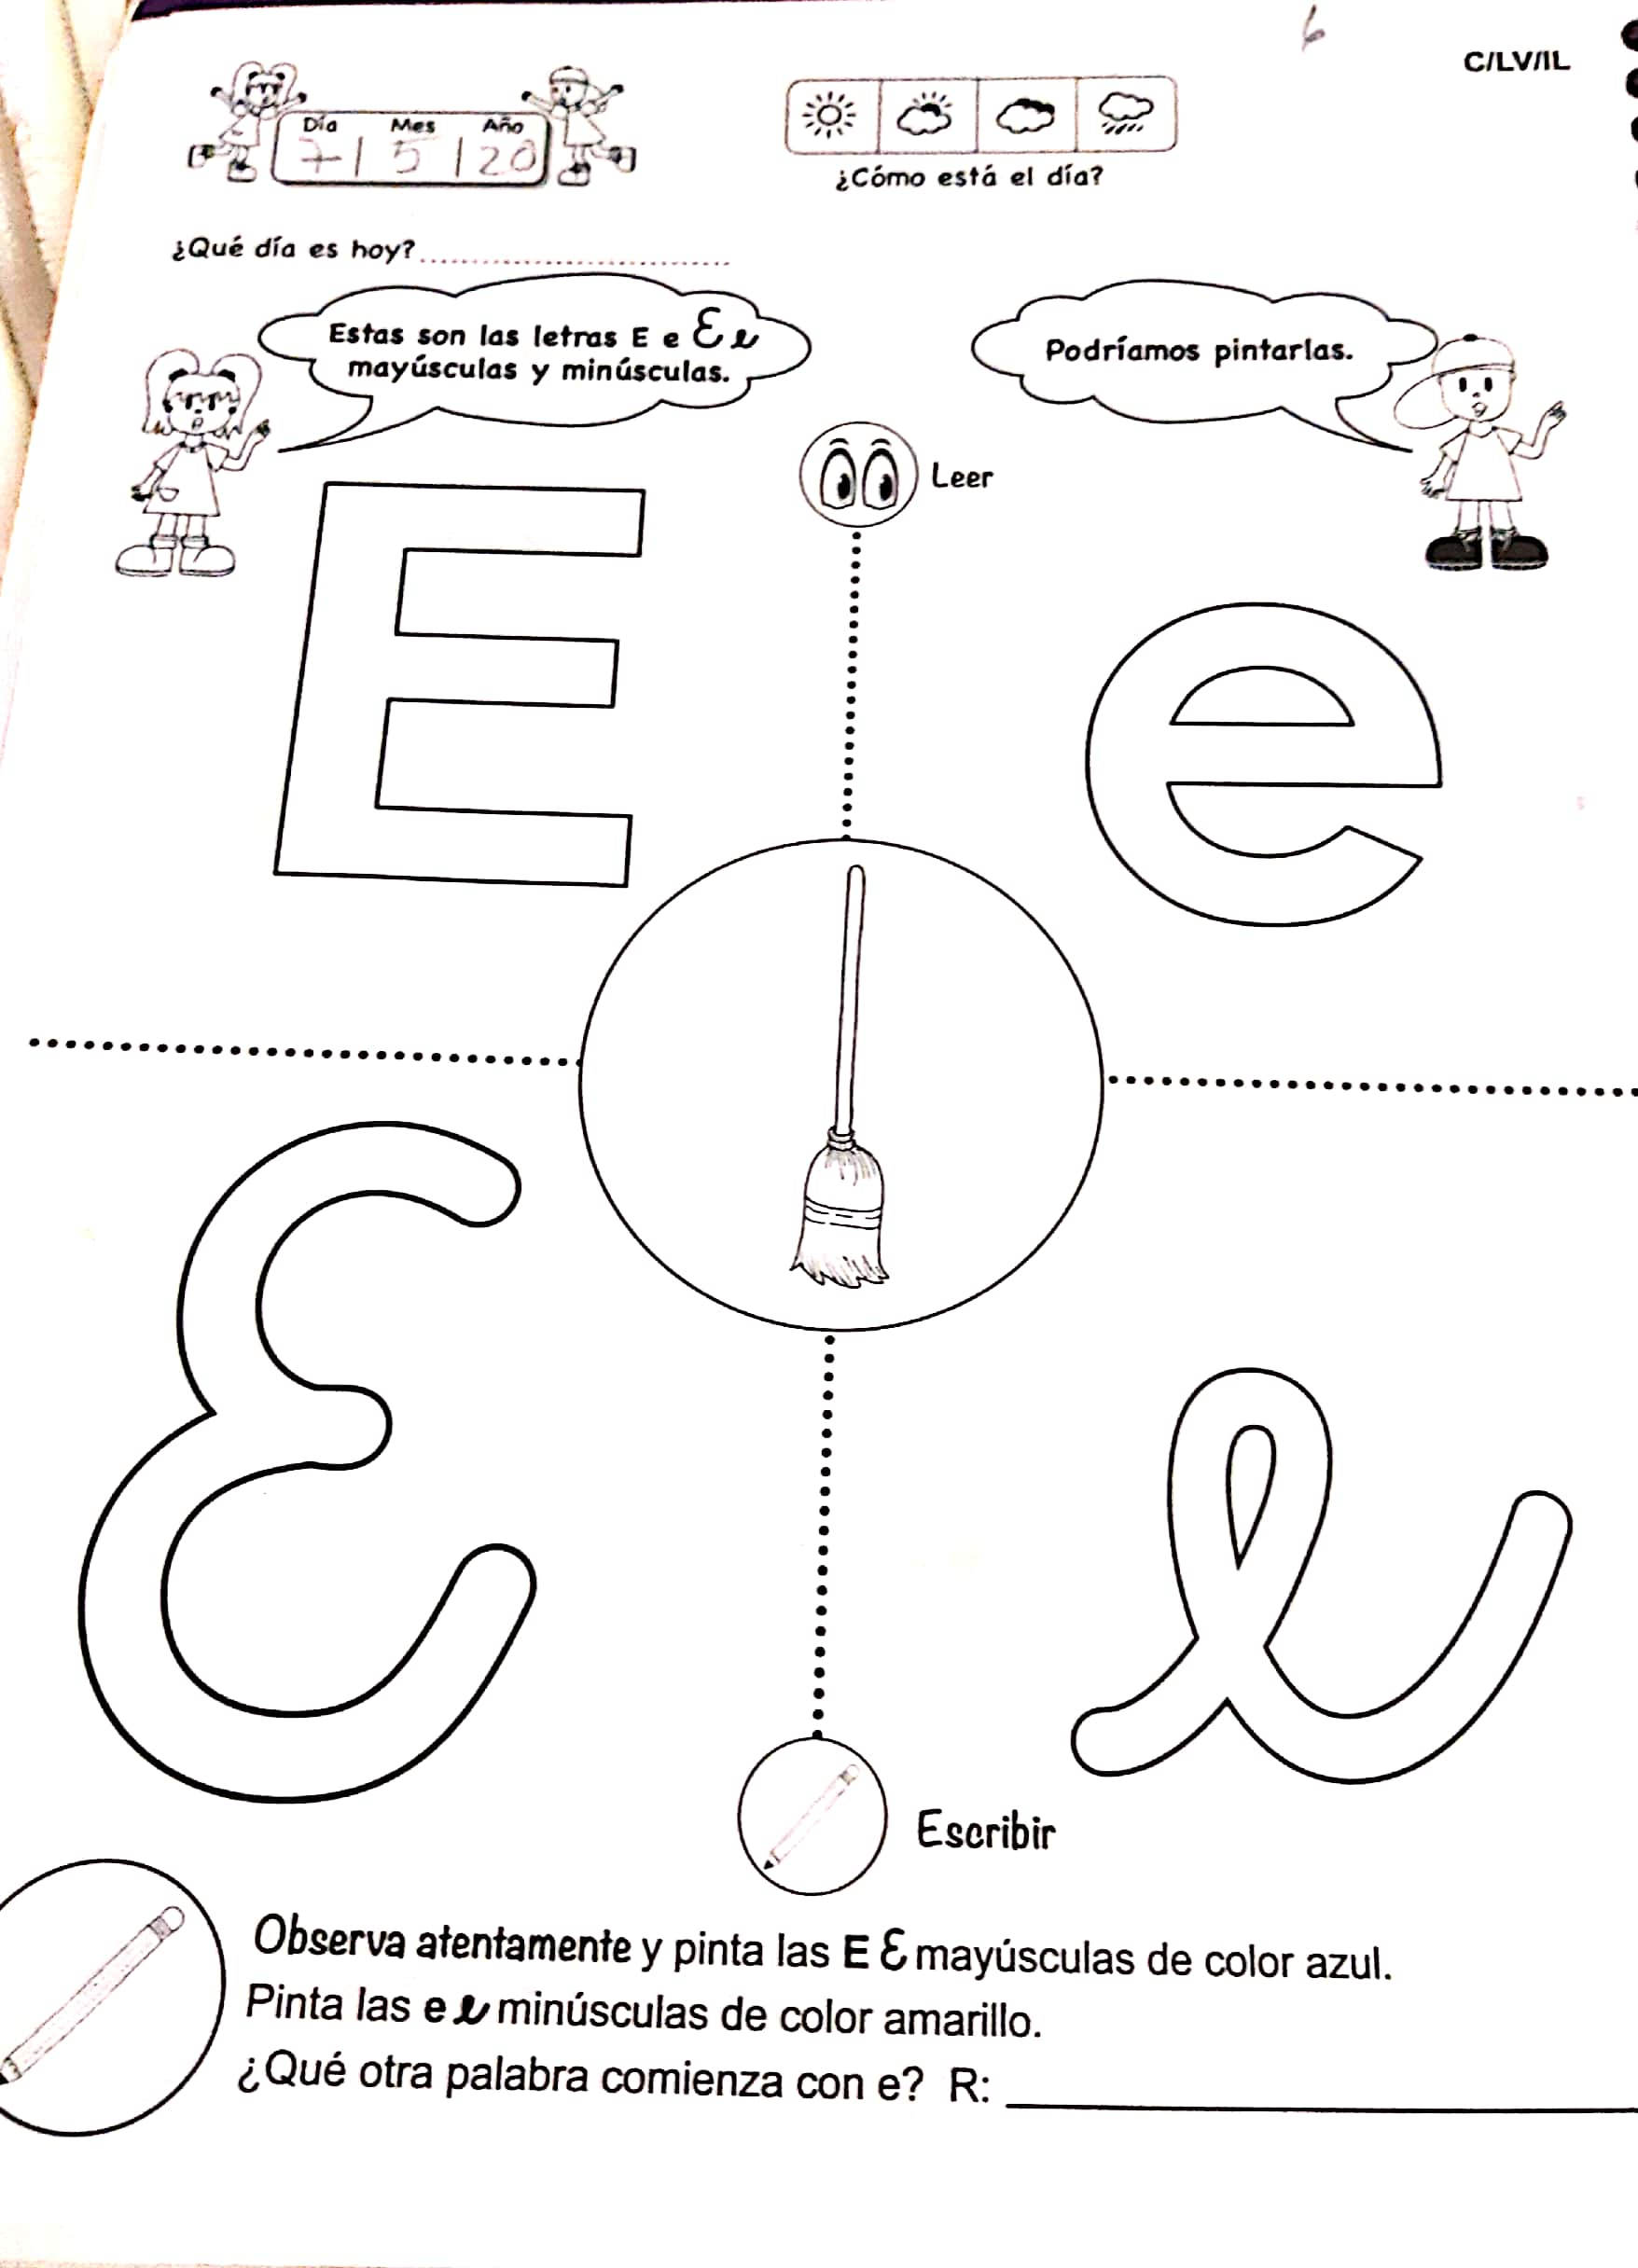 6
C/LV/IL
Día Mes Año
7 | 5 | 20
¿Cómo está el día?
¿Qué día es hoy?
Estas son las letras E e E e
mayúsculas y minúsculas.
Podríamos pintarlas.
Leer
E
e
E
e
Escribir
Observa atentamente y pinta las E E mayúsculas de color azul.
Pinta las e e minúsculas de color amarillo.
¿Qué otra palabra comienza con e? R: